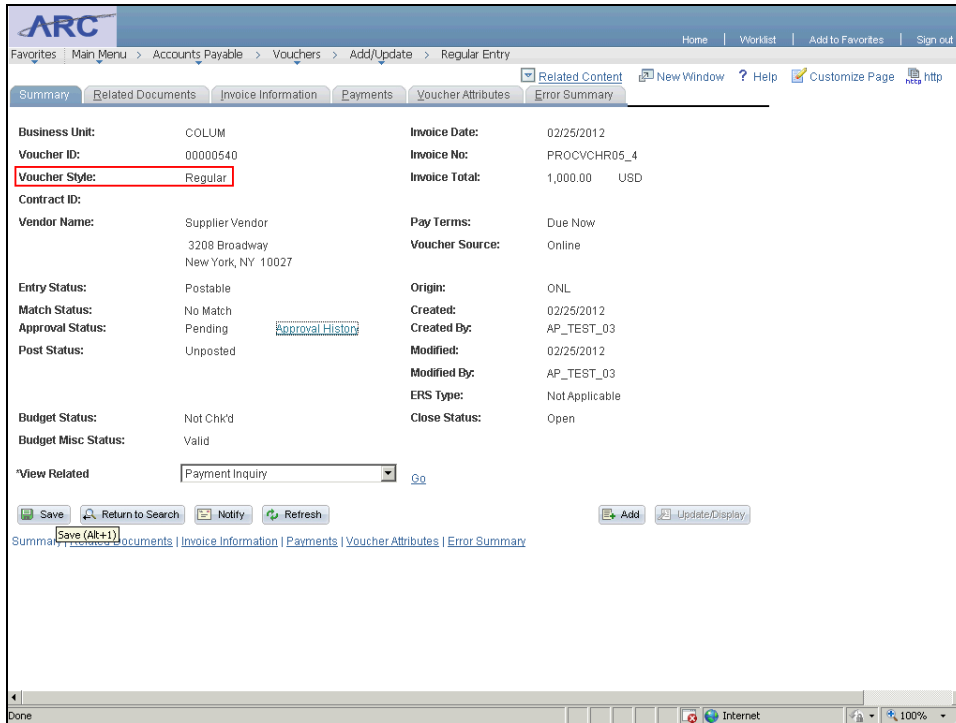 ARC
Home | Worklist | Add to Favorites | Sign out
Favorites Main Menu > Accounts Payable > Vouchers > Add/Update > Regular Entry
Related Content New Window ? Help Customize Page http
Summary Related Documents Invoice Information Payments Voucher Attributes Error Summary
Business Unit: COLUM Invoice Date: 02/25/2012
Voucher ID: 00000540 Invoice No: PROCVCHR05_4
Voucher Style: Regular Invoice Total: 1,000.00 USD
Contract ID:
Vendor Name: Supplier Vendor Pay Terms: Due Now
3208 Broadway Voucher Source: Online
New York, NY 10027
Entry Status: Postable Origin: ONL
Match Status: No Match Created: 02/25/2012
Approval Status: Pending Approval History Created By: AP_TEST_03
Post Status: Unposted Modified: 02/25/2012
Modified By: AP_TEST_03
ERS Type: Not Applicable
Budget Status: Not Chk'd Close Status: Open
Budget Misc Status: Valid
*View Related Payment Inquiry Go
Save Return to Search Notify Refresh Add Update/Display
Save (Alt+1)
Summary | Related Documents | Invoice Information | Payments | Voucher Attributes | Error Summary
Done Internet 100%